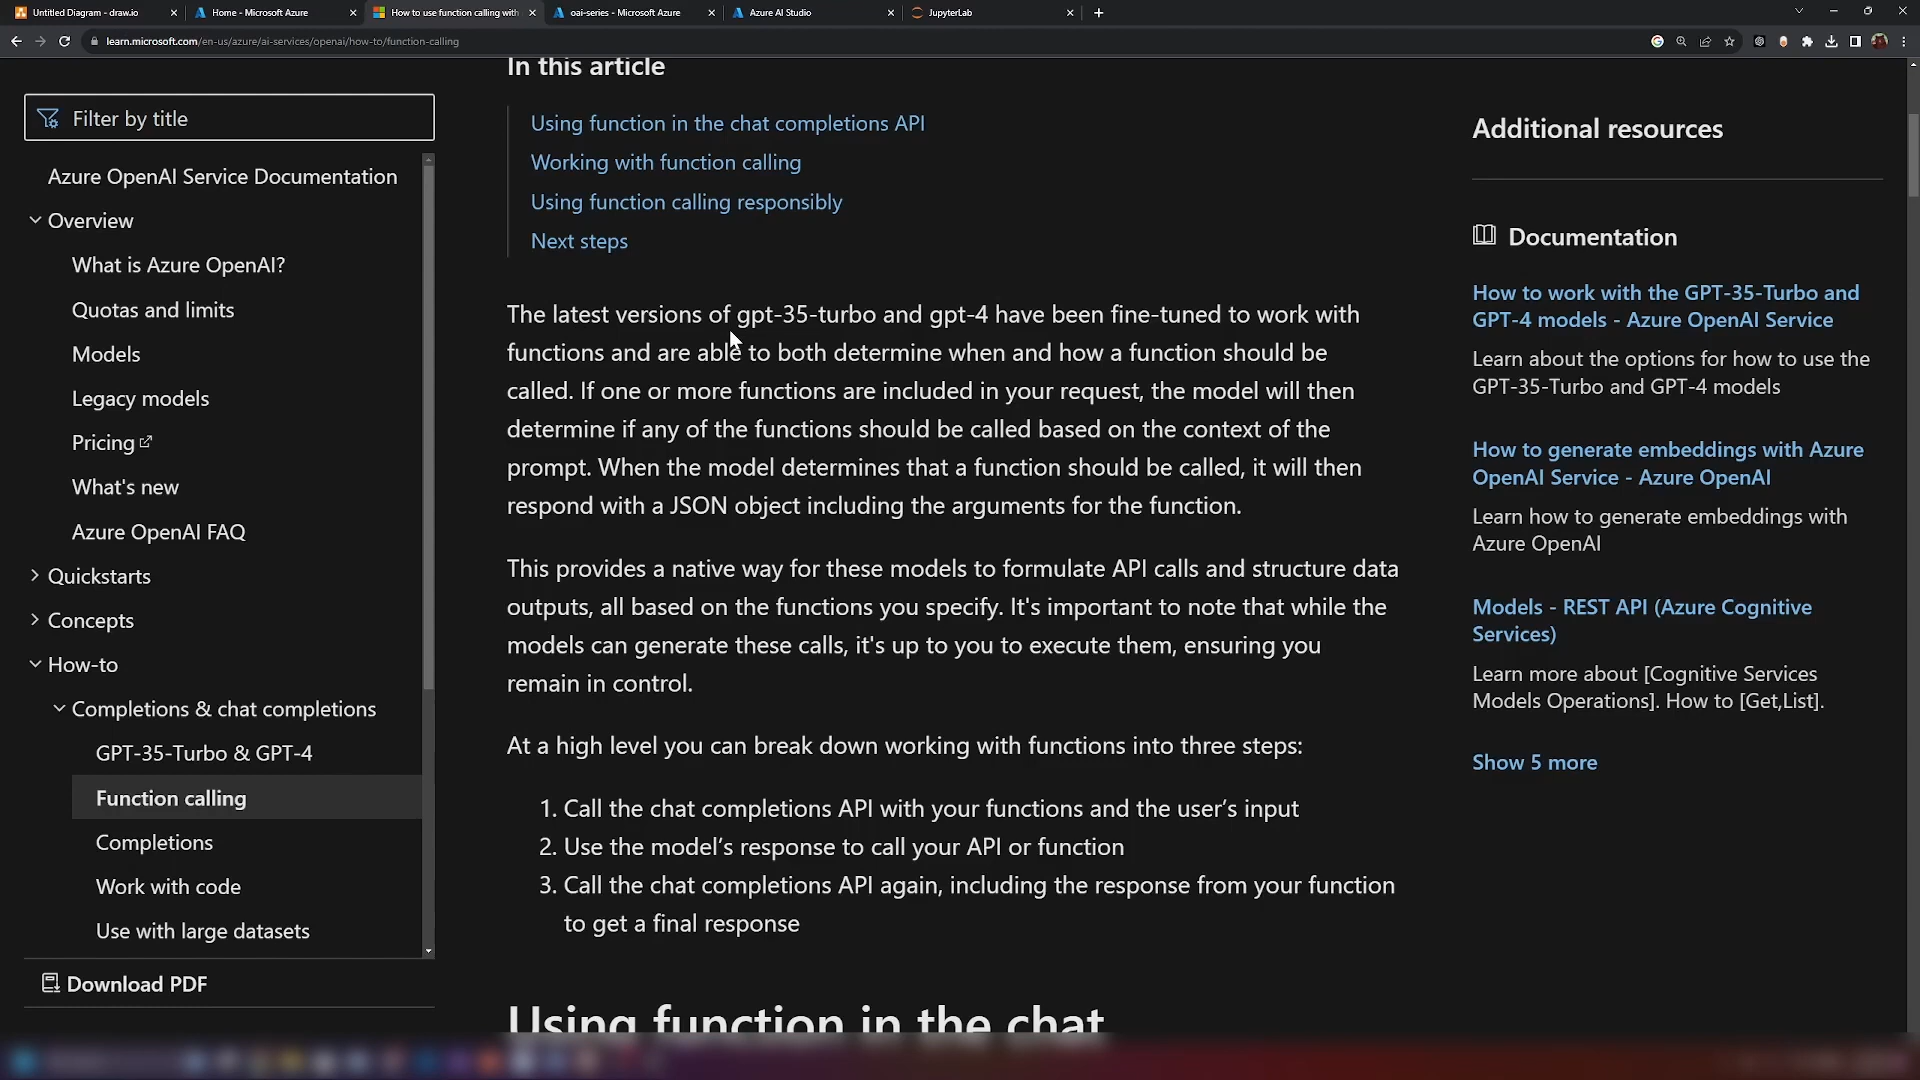 Untitled Diagram - draw.io
Home - Microsoft Azure
How to use function calling with
oai-series - Microsoft Azure
Azure AI Studio
JupyterLab
learn.microsoft.com/en-us/azure/ai-services/openai/how-to/function-calling
Filter by title
Azure OpenAI Service Documentation
Overview
What is Azure OpenAI?
Quotas and limits
Models
Legacy models
Pricing
What's new
Azure OpenAI FAQ
Quickstarts
Concepts
How-to
Completions & chat completions
GPT-35-Turbo & GPT-4
Function calling
Completions
Work with code
Use with large datasets
Download PDF
In this article
Using function in the chat completions API
Working with function calling
Using function calling responsibly
Next steps
The latest versions of gpt-35-turbo and gpt-4 have been fine-tuned to work with
functions and are able to both determine when and how a function should be
called. If one or more functions are included in your request, the model will then
determine if any of the functions should be called based on the context of the
prompt. When the model determines that a function should be called, it will then
respond with a JSON object including the arguments for the function.
This provides a native way for these models to formulate API calls and structure data
outputs, all based on the functions you specify. It's important to note that while the
models can generate these calls, it's up to you to execute them, ensuring you
remain in control.
At a high level you can break down working with functions into three steps:
1. Call the chat completions API with your functions and the user's input
2. Use the model's response to call your API or function
3. Call the chat completions API again, including the response from your function
to get a final response
Using function in the chat
Additional resources
Documentation
How to work with the GPT-35-Turbo and
GPT-4 models - Azure OpenAI Service
Learn about the options for how to use the
GPT-35-Turbo and GPT-4 models
How to generate embeddings with Azure
OpenAI Service - Azure OpenAI
Learn how to generate embeddings with
Azure OpenAI
Models - REST API (Azure Cognitive
Services)
Learn more about [Cognitive Services
Models Operations]. How to [Get,List].
Show 5 more